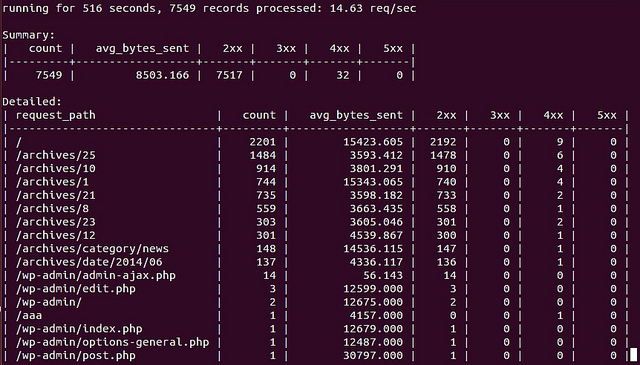 running for 516 seconds, 7549 records processed: 14.63 req/sec
Summary:
| count | avg_bytes_sent | 2xx | 3xx | 4xx | 5xx |
|---------+------------------+-------+-------+-------+-------|
| 7549 | 8503.166 | 7517 | 0 | 32 | 0 |
Detailed:
| request_path | count | avg_bytes_sent | 2xx | 3xx | 4xx | 5xx |
|--------------------------------+---------+------------------+-------+-------+-------+-------|
| / | 2201 | 15423.605 | 2192 | 0 | 9 | 0 |
| /archives/25 | 1484 | 3593.412 | 1478 | 0 | 6 | 0 |
| /archives/10 | 914 | 3801.291 | 910 | 0 | 4 | 0 |
| /archives/1 | 744 | 15343.065 | 740 | 0 | 4 | 0 |
| /archives/21 | 735 | 3598.182 | 733 | 0 | 2 | 0 |
| /archives/8 | 559 | 3663.435 | 558 | 0 | 1 | 0 |
| /archives/23 | 303 | 3605.046 | 301 | 0 | 2 | 0 |
| /archives/12 | 301 | 4539.867 | 300 | 0 | 1 | 0 |
| /archives/category/news | 148 | 14536.115 | 147 | 0 | 1 | 0 |
| /archives/date/2014/06 | 137 | 4336.117 | 136 | 0 | 1 | 0 |
| /wp-admin/admin-ajax.php | 14 | 56.143 | 14 | 0 | 0 | 0 |
| /wp-admin/edit.php | 3 | 12599.000 | 3 | 0 | 0 | 0 |
| /wp-admin/ | 2 | 12675.000 | 2 | 0 | 0 | 0 |
| /aaa | 1 | 4157.000 | 0 | 0 | 1 | 0 |
| /wp-admin/index.php | 1 | 12679.000 | 1 | 0 | 0 | 0 |
| /wp-admin/options-general.php | 1 | 12487.000 | 1 | 0 | 0 | 0 |
| /wp-admin/post.php | 1 | 30797.000 | 1 | 0 | 0 | 0 |